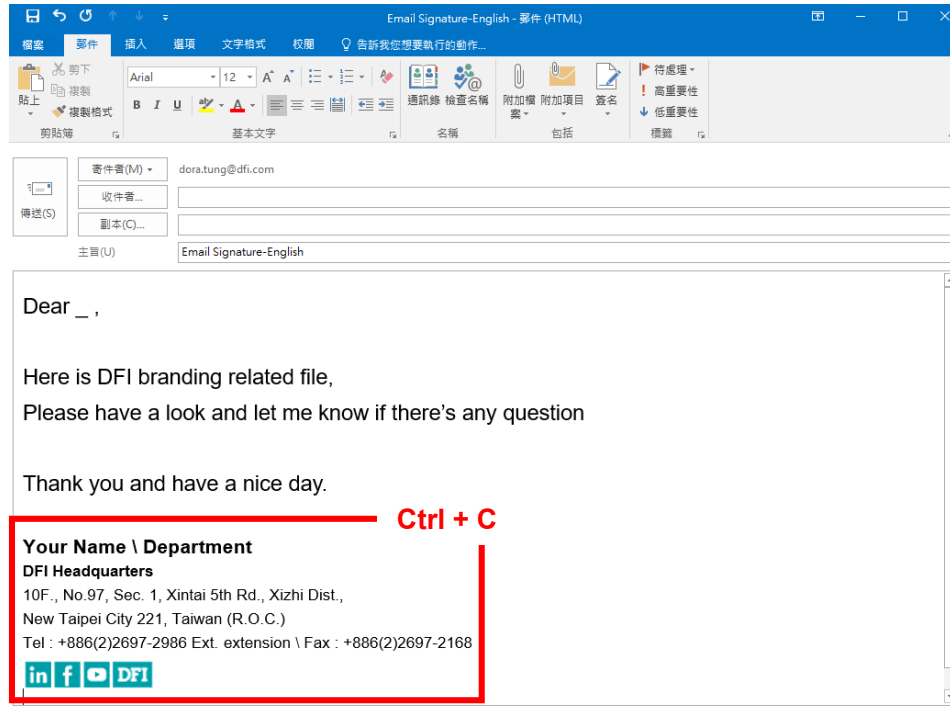 Email Signature-English - 郵件 (HTML)
檔案 郵件 插入 選項 文字格式 校閱 告訴我您想要執行的動作...
貼上
剪下
複製
複製格式
剪貼簿
Arial 12
B I U
基本文字
通訊錄 檢查名稱
名稱
附加檔案 附加項目 簽名
包括
待處理
高重要性
低重要性
標籤
傳送(S)
寄件者(M) dora.tung@dfi.com
收件者...
副本(C)...
主旨(U) Email Signature-English
Dear _ ,
Here is DFI branding related file,
Please have a look and let me know if there’s any question
Thank you and have a nice day.
Ctrl + C
Your Name \ Department
DFI Headquarters
10F., No.97, Sec. 1, Xintai 5th Rd., Xizhi Dist.,
New Taipei City 221, Taiwan (R.O.C.)
Tel : +886(2)2697-2986 Ext. extension \ Fax : +886(2)2697-2168
in f DFI